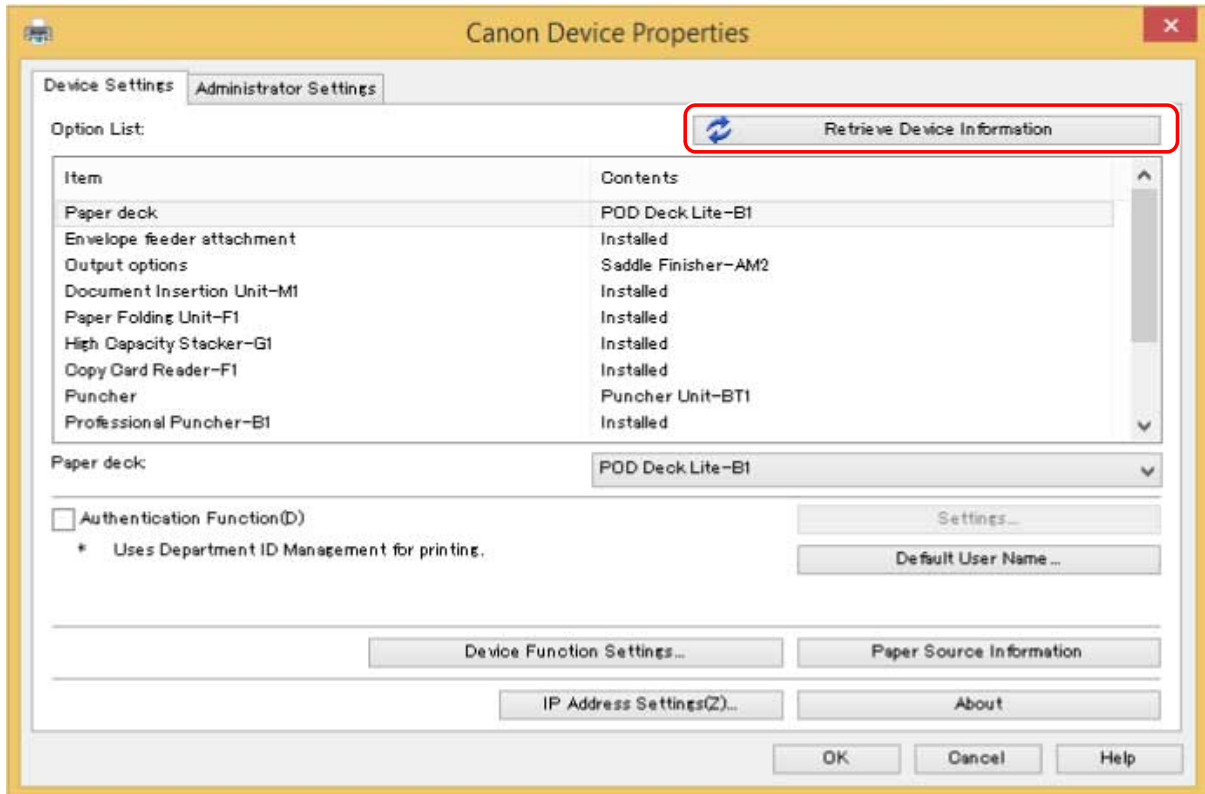 Canon Device Properties
Device Settings Administrator Settings
Option List: Retrieve Device Information
Item Contents
Paper deck POD Deck Lite-B1
Envelope feeder attachment Installed
Output options Saddle Finisher-AM2
Document Insertion Unit-M1 Installed
Paper Folding Unit-F1 Installed
High Capacity Stacker-G1 Installed
Copy Card Reader-F1 Installed
Puncher Puncher Unit-BT1
Professional Puncher-B1 Installed
Paper deck: POD Deck Lite-B1
Authentication Function(D) Settings...
* Uses Department ID Management for printing.
Default User Name...
Device Function Settings... Paper Source Information
IP Address Settings(Z)... About
OK Cancel Help